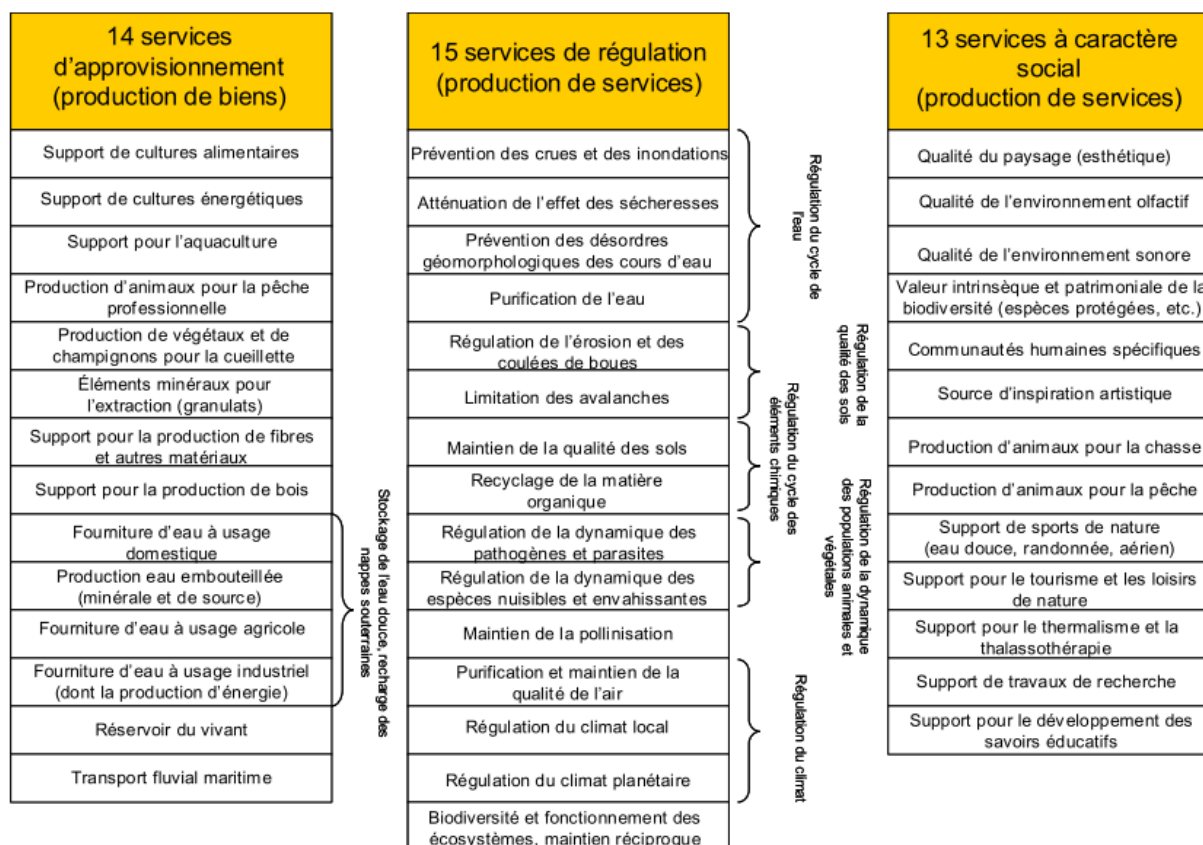 14 services
d’approvisionnement
(production de biens)
Support de cultures alimentaires
Support de cultures énergétiques
Support pour l’aquaculture
Production d’animaux pour la pêche
professionnelle
Production de végétaux et de
champignons pour la cueillette
Éléments minéraux pour
l’extraction (granulats)
Support pour la production de fibres
et autres matériaux
Support pour la production de bois
Fourniture d’eau à usage
domestique
Production eau embouteillée
(minérale et de source)
Fourniture d’eau à usage agricole
Fourniture d’eau à usage industriel
(dont la production d’énergie)
Réservoir du vivant
Transport fluvial maritime
Stockage de l’eau douce, recharge des
nappes souterraines
15 services de régulation
(production de services)
Prévention des crues et des inondations
Atténuation de l’effet des sécheresses
Prévention des désordres
géomorphologiques des cours d’eau
Purification de l’eau
Régulation de l’érosion et des
coulées de boues
Limitation des avalanches
Maintien de la qualité des sols
Recyclage de la matière
organique
Régulation de la dynamique des
pathogènes et parasites
Régulation de la dynamique des
espèces nuisibles et envahissantes
Maintien de la pollinisation
Purification et maintien de la
qualité de l’air
Régulation du climat local
Régulation du climat planétaire
Biodiversité et fonctionnement des
écosystèmes, maintien réciproque
Régulation du cycle de
l’eau
Régulation de la
qualité des sols
Régulation du cycle des
éléments chimiques
Régulation de la dynamique
des populations animales et
végétales
Régulation du climat
13 services à caractère
social
(production de services)
Qualité du paysage (esthétique)
Qualité de l’environnement olfactif
Qualité de l’environnement sonore
Valeur intrinsèque et patrimoniale de la
biodiversité (espèces protégées, etc.)
Communautés humaines spécifiques
Source d’inspiration artistique
Production d’animaux pour la chasse
Production d’animaux pour la pêche
Support de sports de nature
(eau douce, randonnée, aérien)
Support pour le tourisme et les loisirs
de nature
Support pour le thermalisme et la
thalassothérapie
Support de travaux de recherche
Support pour le développement des
savoirs éducatifs